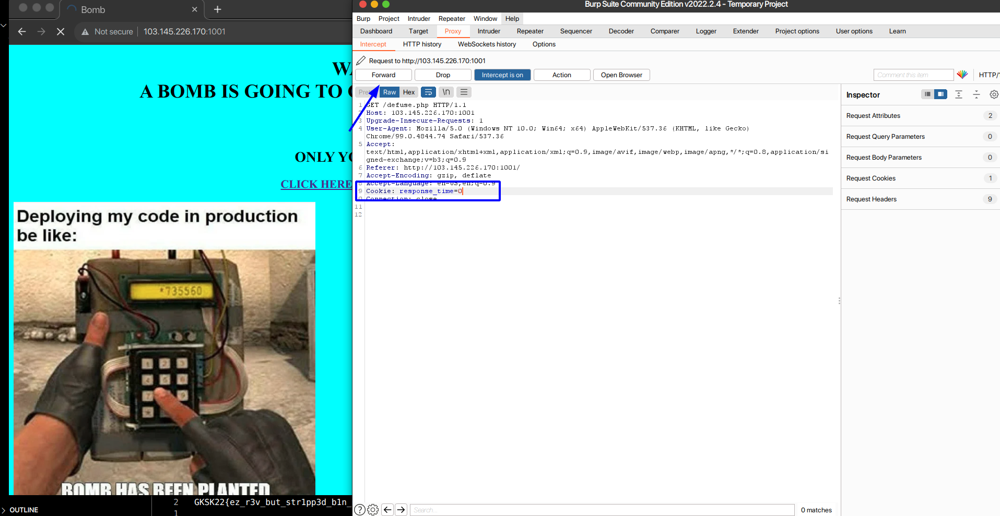 Bomb
Not secure
103.145.226.170:1001
A BOMB IS GOING TO
ONLY
CLICK HERE
Deploying my code in production
be like:
*735560
1 2 3
4 5 6
7 9
*
BOMB HAS BEEN PLANTED
2 GKSK22{ez_r3v_but_str1pp3d_b1n_
1
OUTLINE
Burp Suite Community Edition v2022.2.4 - Temporary Project
Burp Project Intruder Repeater Window Help
Dashboard Target Proxy Intruder Repeater Sequencer Decoder Comparer Logger Extender Project options User options Learn
Intercept HTTP history WebSockets history Options
Request to http://103.145.226.170:1001
Forward Drop Intercept is on Action Open Browser
Comment this item
HTTP/1
Raw Hex \n
1 GET /defuse.php HTTP/1.1
Host: 103.145.226.170:1001
3 Upgrade-Insecure-Requests: 1
4 User-Agent: Mozilla/5.0 (Windows NT 10.0; Win64; x64) AppleWebKit/537.36 (KHTML, like Gecko)
Chrome/99.0.4844.74 Safari/537.36
5 Accept:
text/html,application/xhtml+xml,application/xml;q=0.9,image/avif,image/webp,image/apng,*/*;q=0.8,application/si
gned-exchange;v=b3;q=0.9
6 Referer: http://103.145.226.170:1001/
7 Accept-Encoding: gzip, deflate
8 Accept-Language: en-US,en;q=0.9
9 Cookie: response_time=0
Connection: close
11
12
Inspector
Request Attributes 2
Request Query Parameters 0
Request Body Parameters 0
Request Cookies 1
Request Headers 9
?
Search...
0 matches